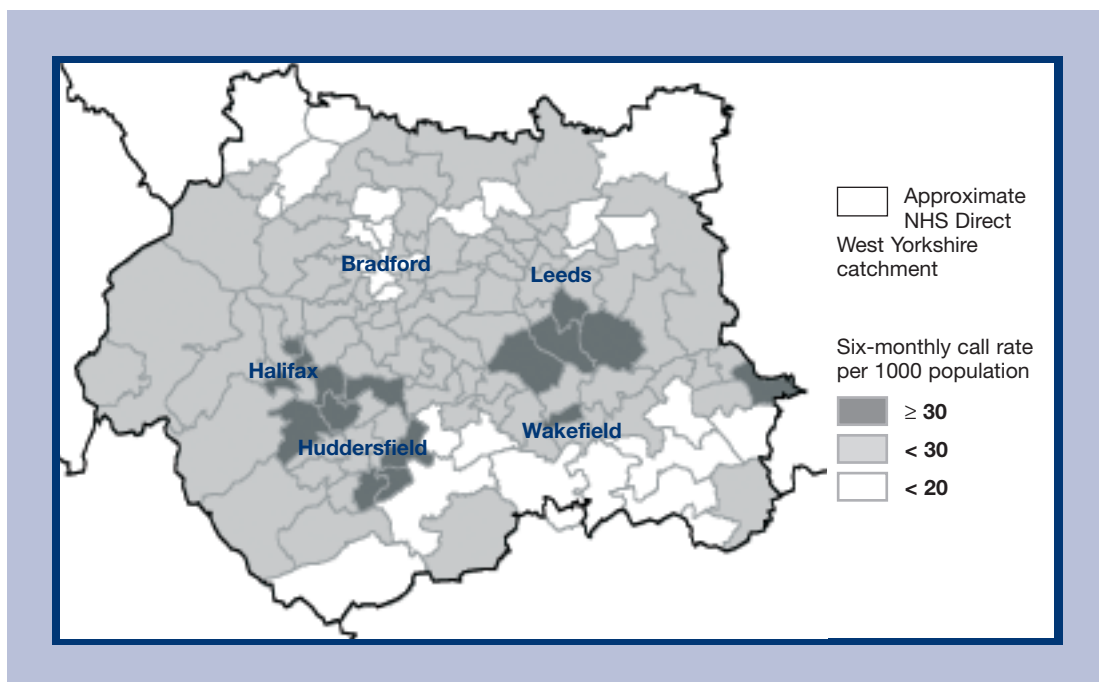 Bradford
Leeds
Halifax
Huddersfield
Wakefield
Approximate
NHS Direct
West Yorkshire
catchment
Six-monthly call rate
per 1000 population
≥ 30
< 30
< 20